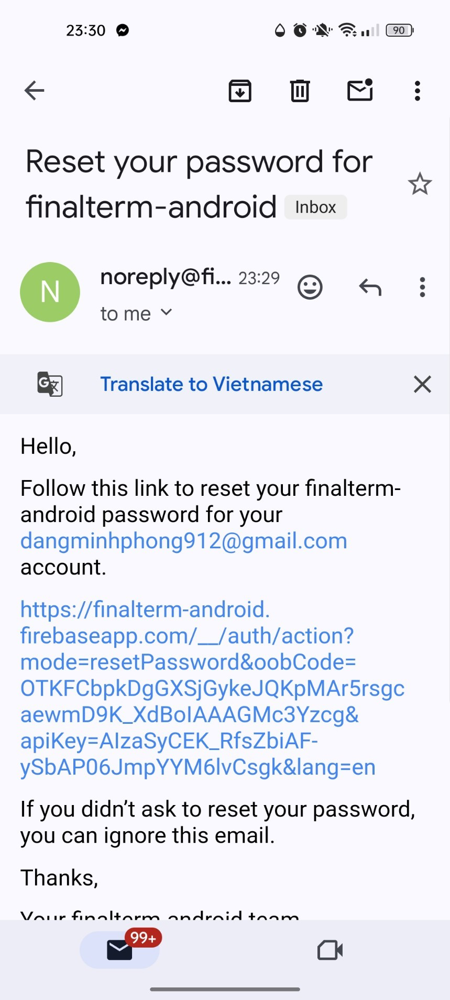 23:30
90
Reset your password for
finalterm-android Inbox
N
noreply@fi... 23:29
to me
Translate to Vietnamese
Hello,
Follow this link to reset your finalterm-
android password for your
dangminhphong912@gmail.com
account.
https://finalterm-android.
firebaseapp.com/__/auth/action?
mode=resetPassword&oobCode=
OTKFCbpkDgGXSjGykeJQKpMAr5rsgc
aewmD9K_XdBolAAAGMc3Yzcg&
apiKey=AIzaSyCEK_RfsZbiAF-
ySbAP06JmpYYM6lvCsgk&lang=en
If you didn’t ask to reset your password,
you can ignore this email.
Thanks,
Your finalterm-android team
99+